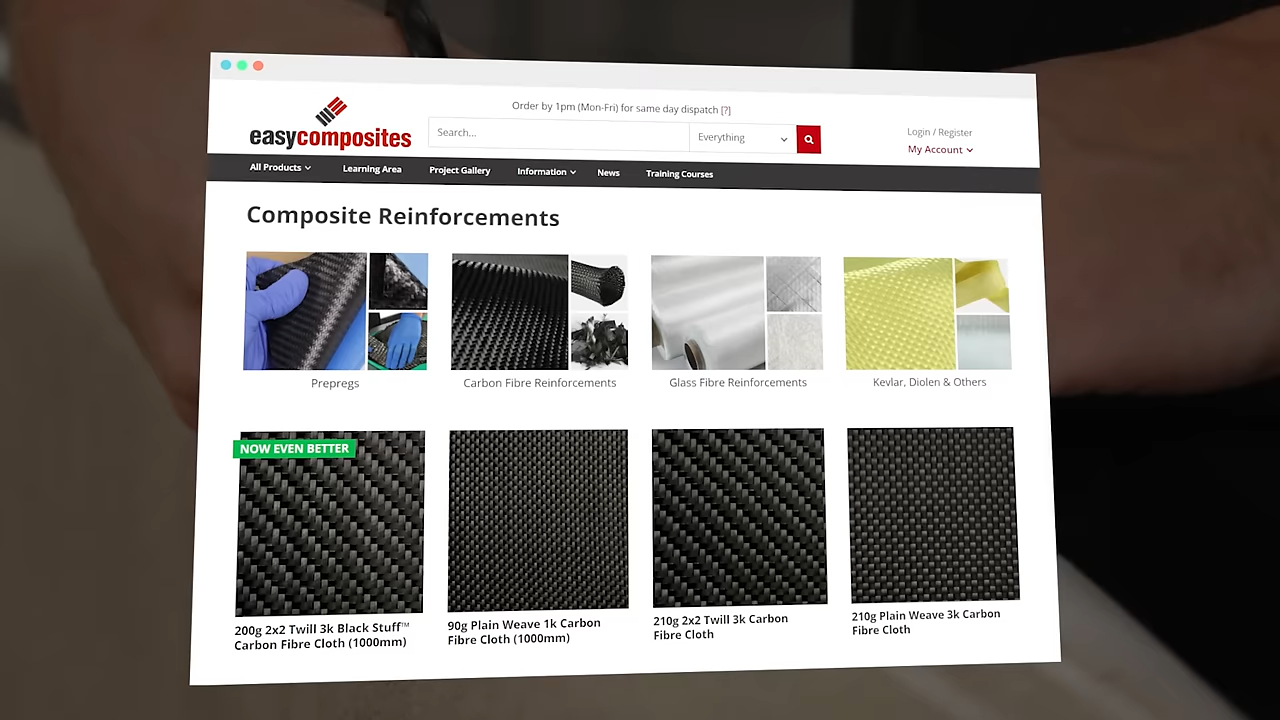 Order by 1pm (Mon-Fri) for same day dispatch [?]
easycomposites
Search...
Everything
Login / Register
My Account
All Products
Learning Area
Project Gallery
Information
News
Training Courses
Composite Reinforcements
Prepregs
Carbon Fibre Reinforcements
Glass Fibre Reinforcements
Kevlar, Diolen & Others
NOW EVEN BETTER
200g 2x2 Twill 3k Black Stuff™
Carbon Fibre Cloth (1000mm)
90g Plain Weave 1k Carbon
Fibre Cloth (1000mm)
210g 2x2 Twill 3k Carbon
Fibre Cloth
210g Plain Weave 3k Carbon
Fibre Cloth